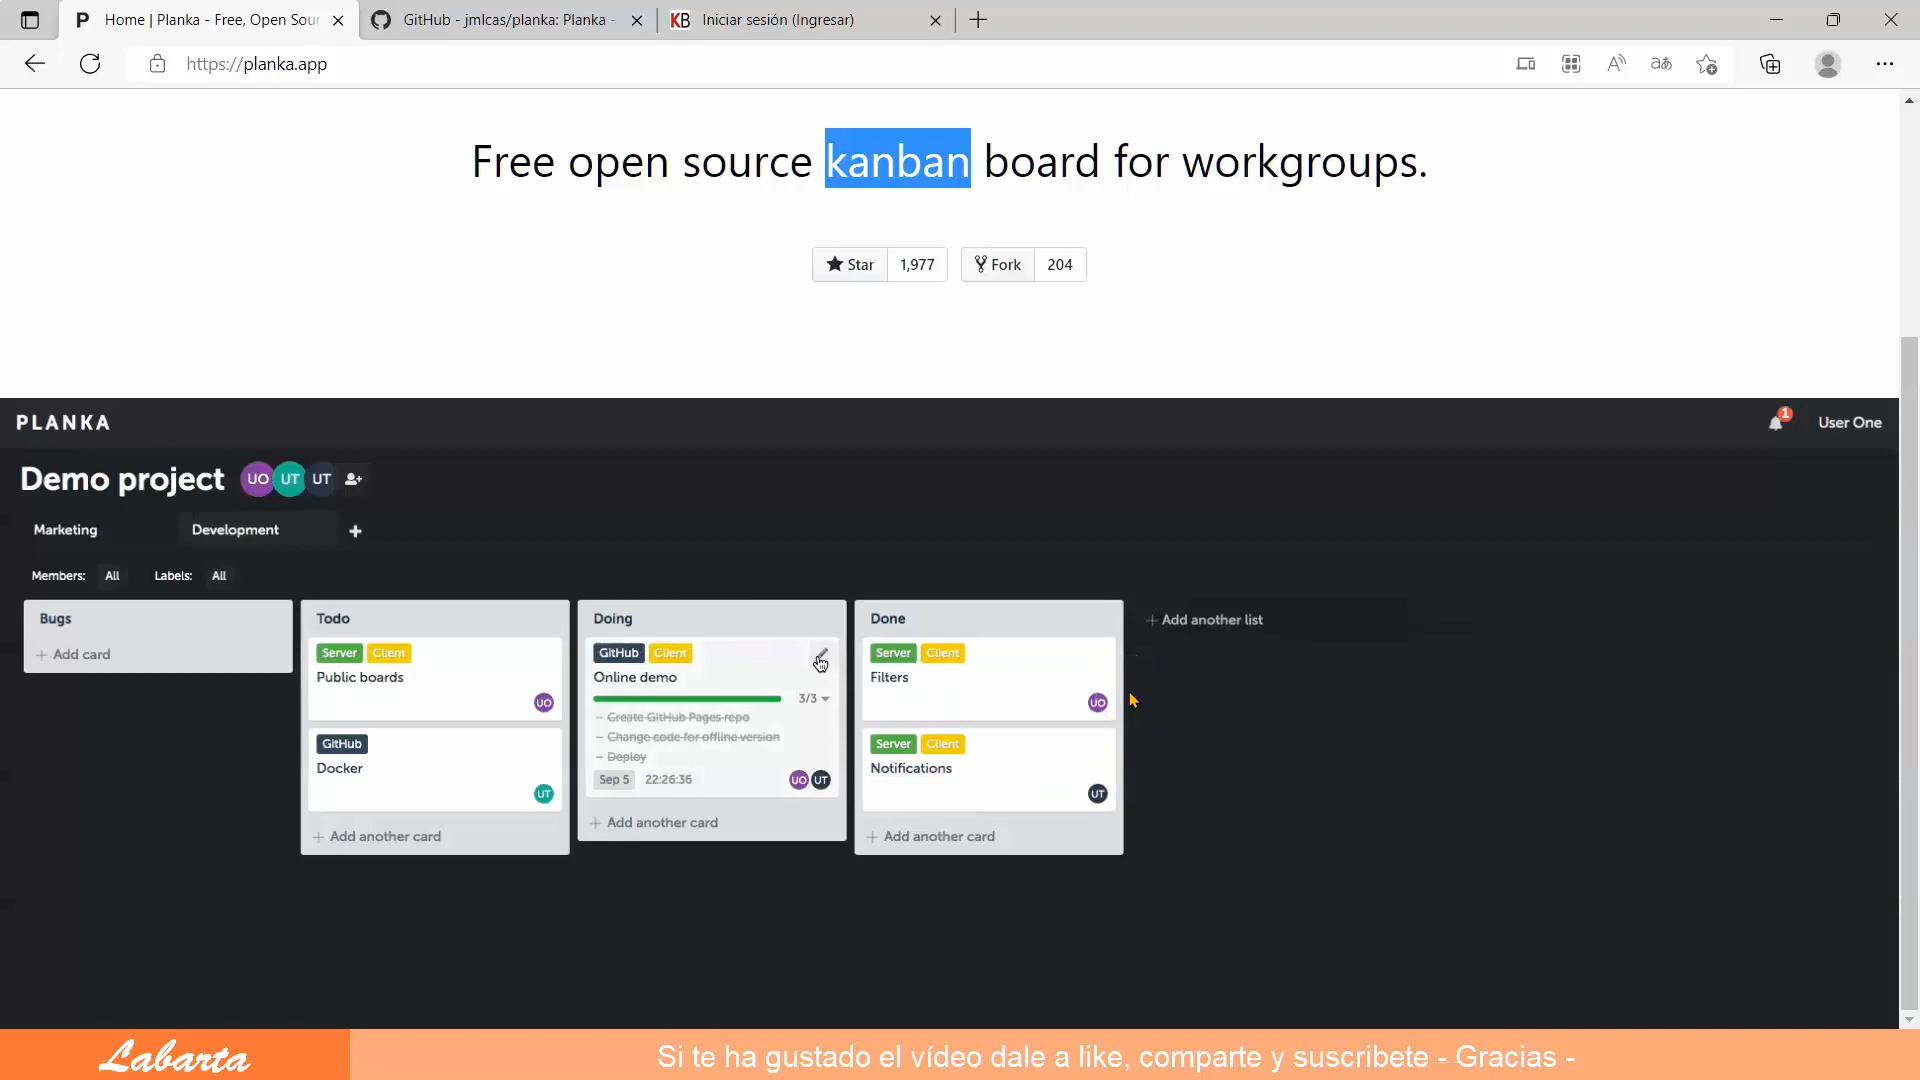 Home | Planka - Free, Open Sour
GitHub - jmlcas/planka: Planka -
KB Iniciar sesión (Ingresar)
https://planka.app
Free open source kanban board for workgroups.
Star 1,977 Fork 204
PLANKA
1 User One
Demo project UO UT UT
Marketing Development
Members: All Labels: All
Bugs
Add card
Todo
Server Client
Public boards
UO
GitHub
Docker
UT
Add another card
Doing
GitHub Client
Online demo
3/3
- Create GitHub Pages repo
- Change code for offline version
- Deploy
Sep 5 22:26:36 UO UT
Add another card
Done
Server Client
Filters
UO
Server Client
Notifications
UT
Add another card
Add another list
Labarta
Si te ha gustado el vídeo dale a like, comparte y suscribete - Gracias -